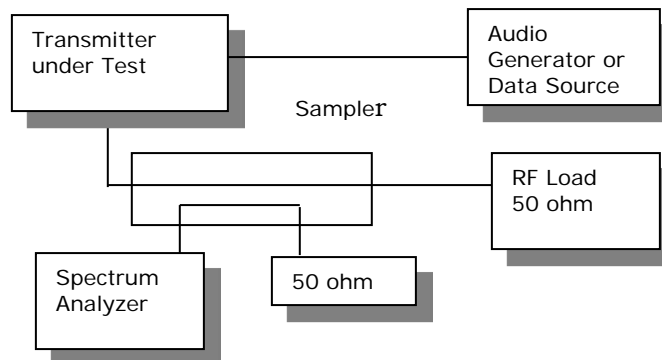 Transmitter
under Test
Audio
Generator or
Data Source
Sampler
RF Load
50 ohm
Spectrum
Analyzer
50 ohm